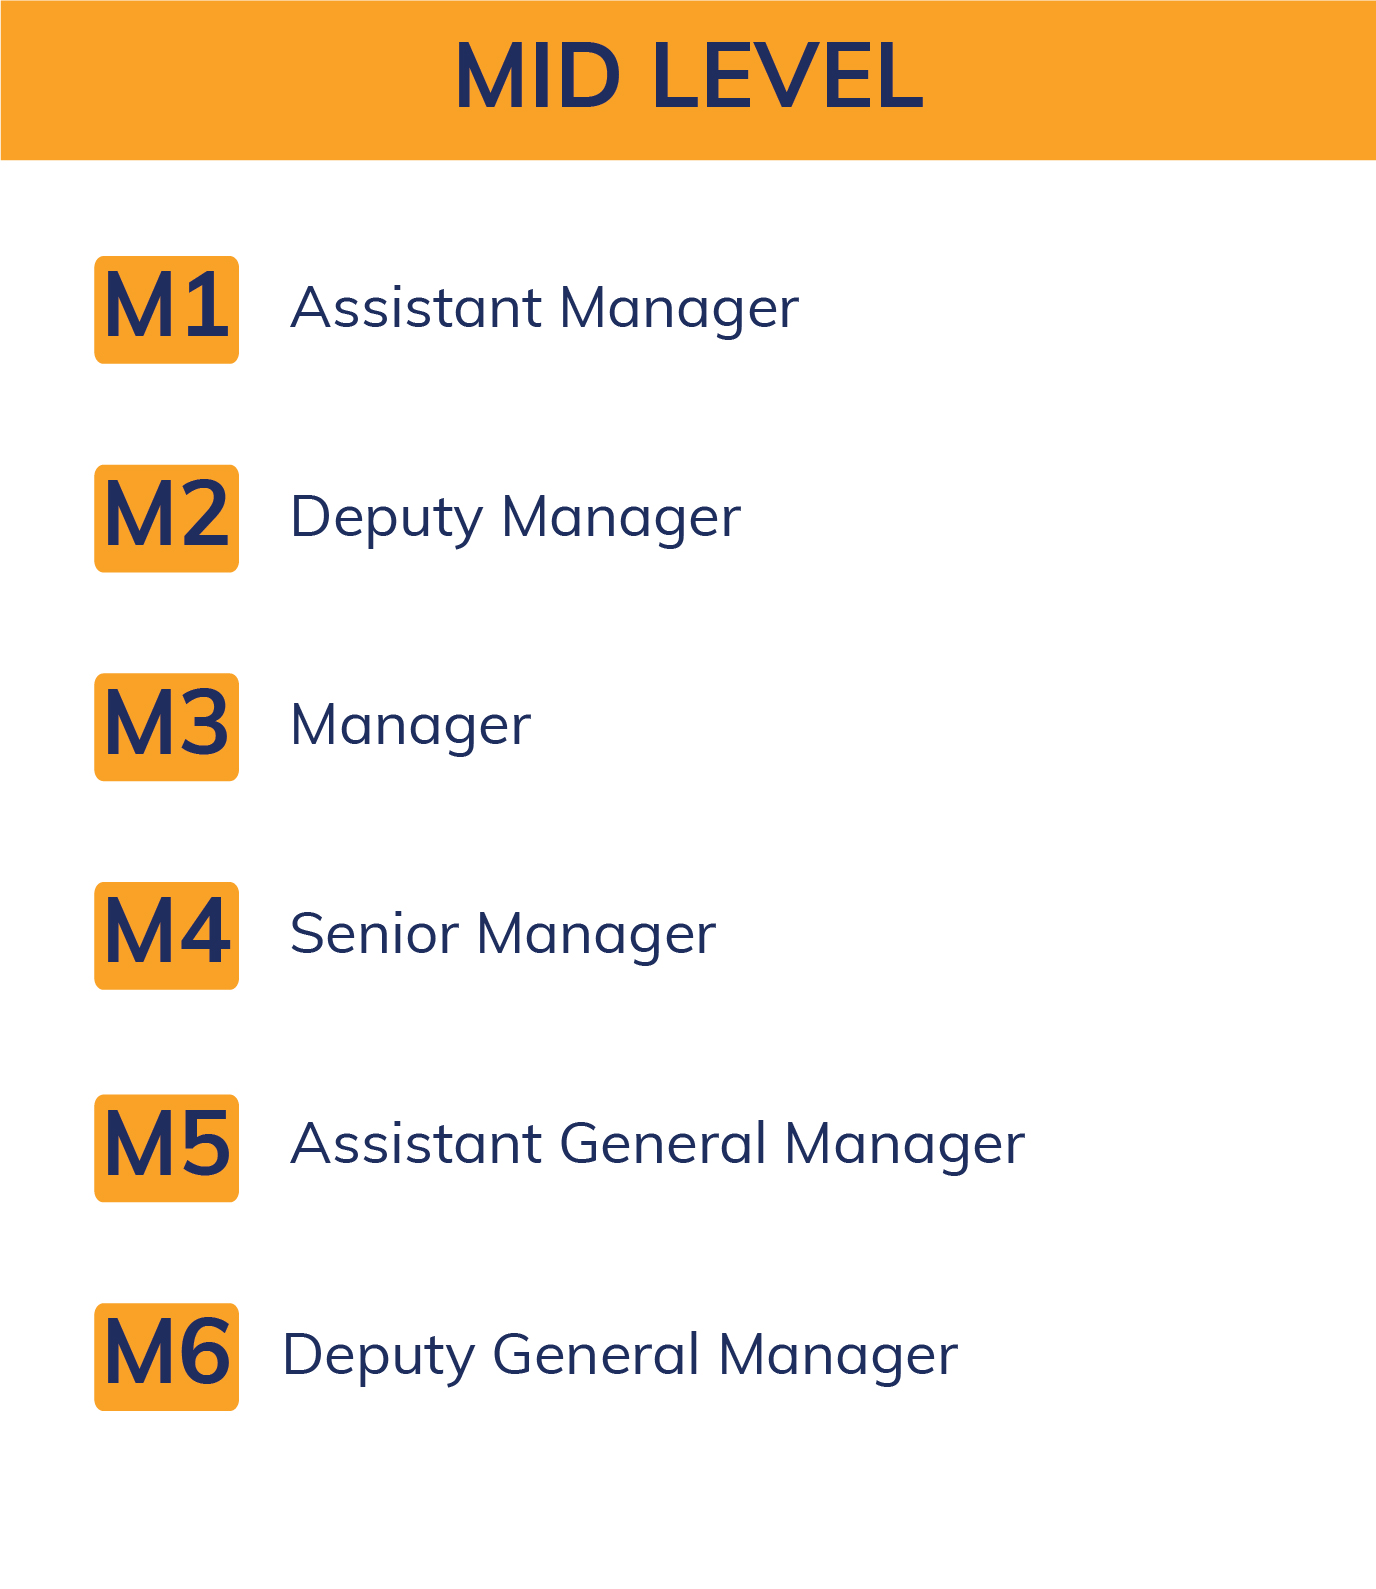 MID LEVEL
M1 Assistant Manager
M2 Deputy Manager
M3 Manager
M4 Senior Manager
M5 Assistant General Manager
M6 Deputy General Manager